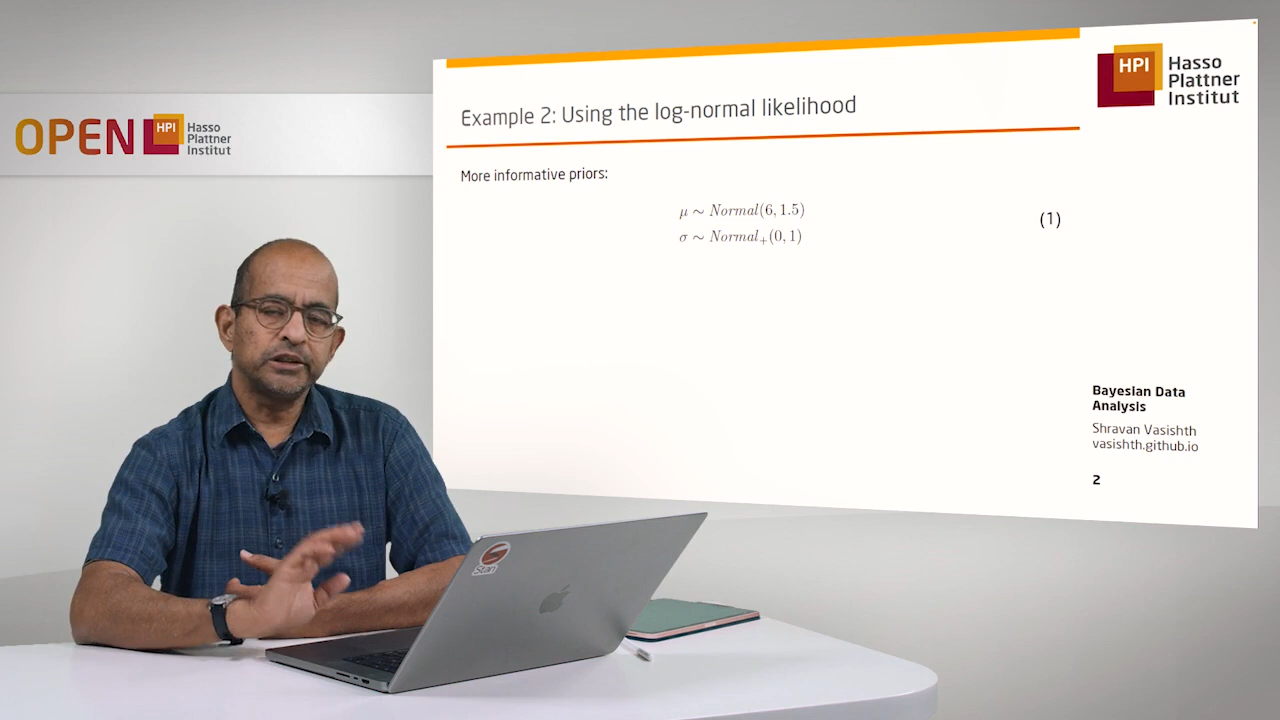 OPEN HPI Hasso
Plattner
Institut
Example 2: Using the log-normal likelihood
HPI Hasso
Plattner
Institut
More informative priors:
μ ∼ Normal(6, 1.5)
σ ∼ Normal₊(0, 1)
(1)
Bayesian Data
Analysis
Shravan Vasishth
vasishth.github.io
2
Stan